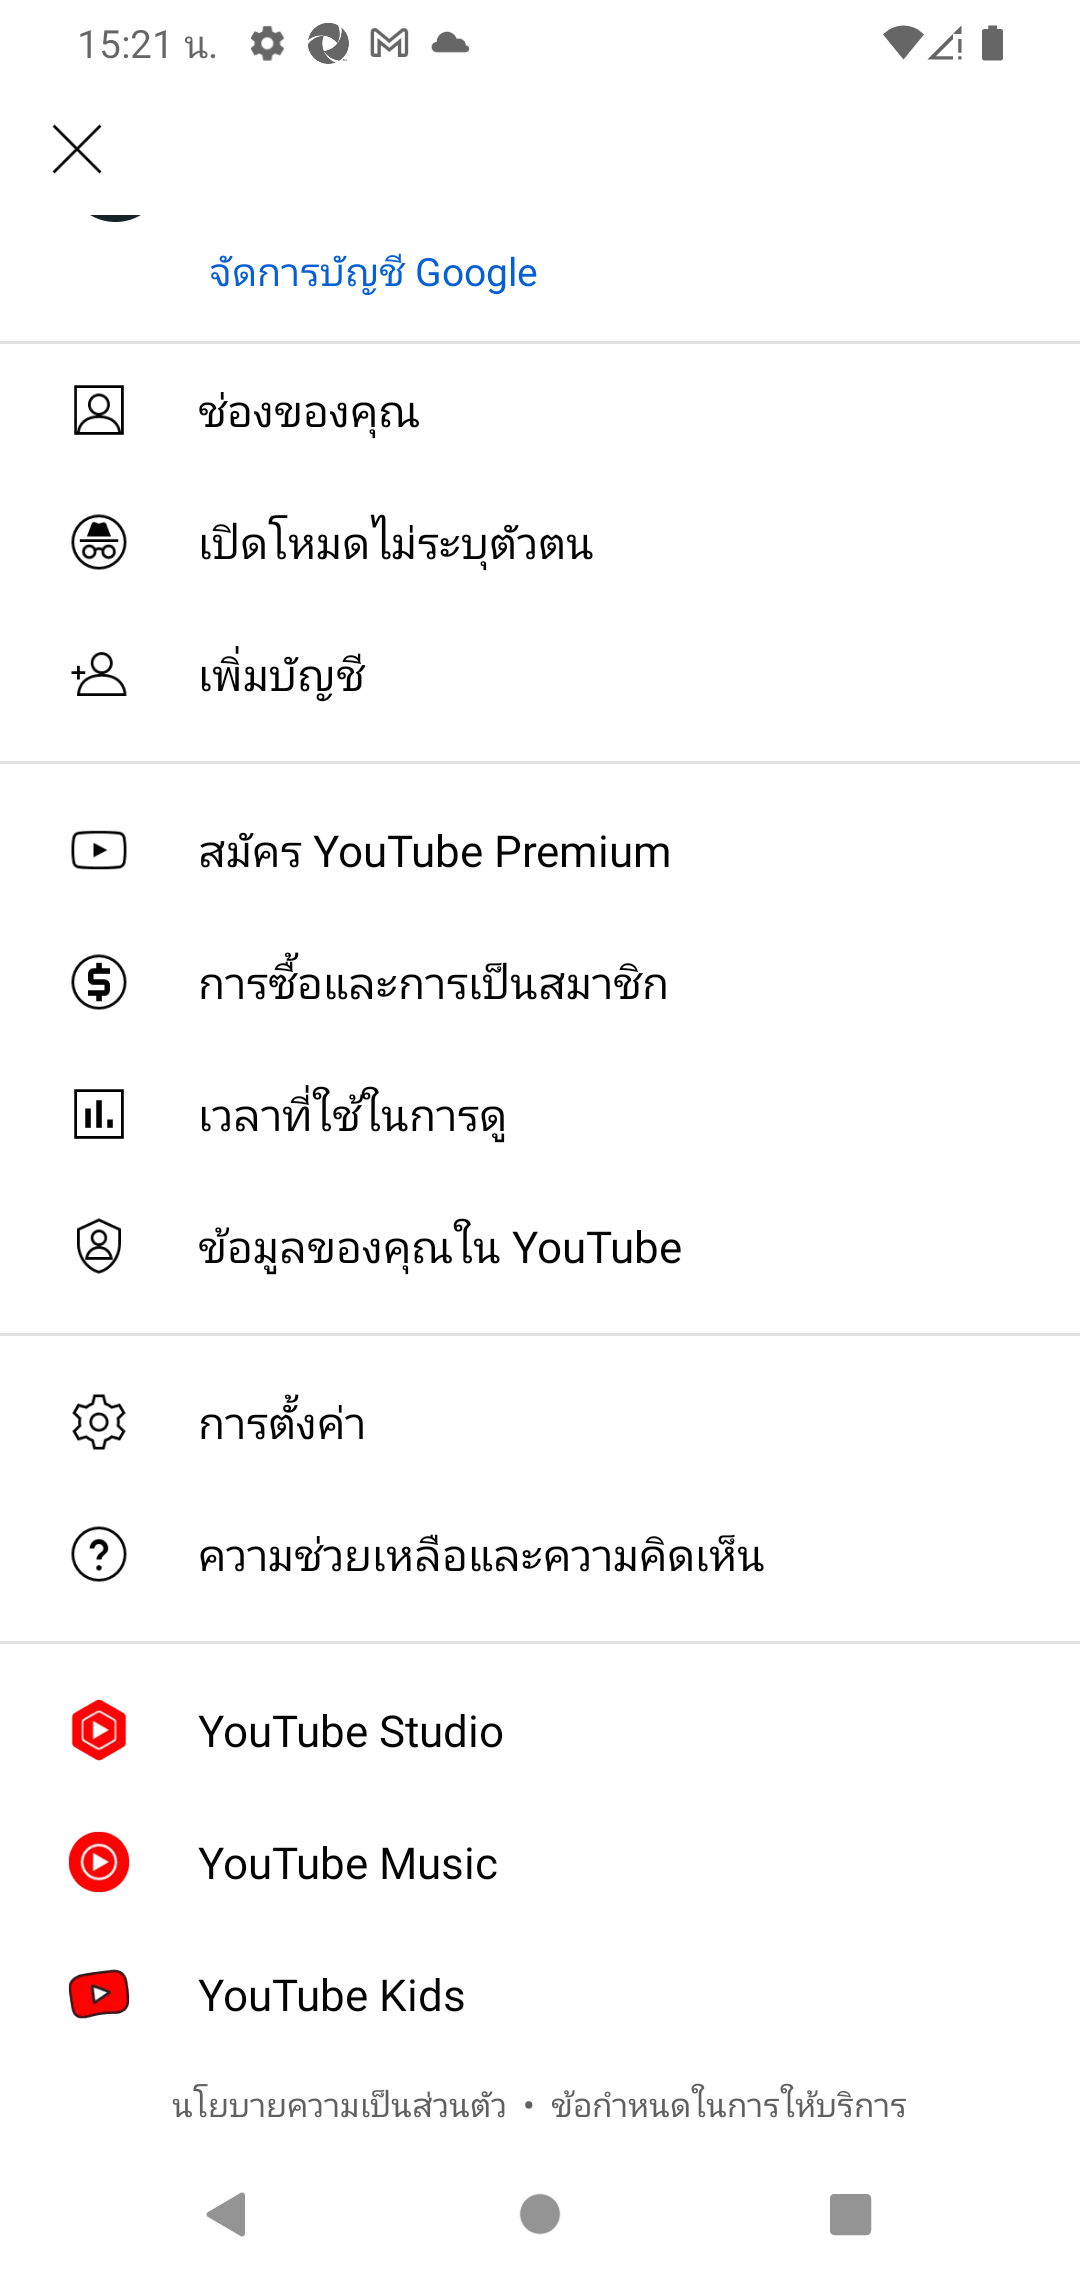 15:21 น.
จัดการบัญชี Google
ช่องของคุณ
เปิดโหมดไม่ระบุตัวตน
เพิ่มบัญชี
สมัคร YouTube Premium
การซื้อและการเป็นสมาชิก
เวลาที่ใช้ในการดู
ข้อมูลของคุณใน YouTube
การตั้งค่า
ความช่วยเหลือและความคิดเห็น
YouTube Studio
YouTube Music
YouTube Kids
นโยบายความเป็นส่วนตัว • ข้อกำหนดในการให้บริการ